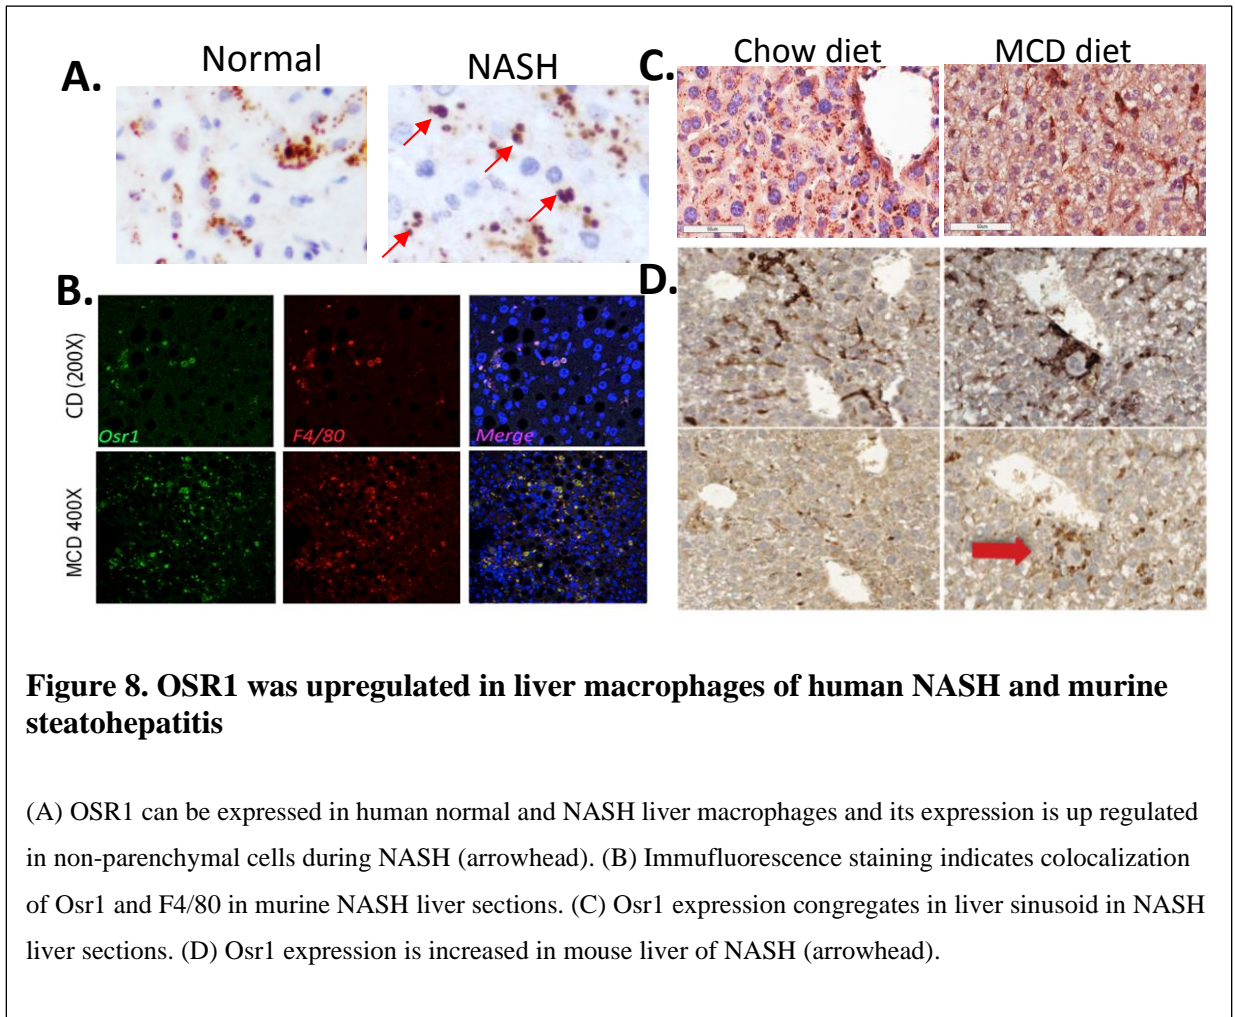 A.
Normal
NASH
C.
Chow diet
MCD diet
B.
CD (200X)
Osr1
F4/80
Merge
MCD 400X
D.
Figure 8. OSR1 was upregulated in liver macrophages of human NASH and murine
steatohepatitis
(A) OSR1 can be expressed in human normal and NASH liver macrophages and its expression is up regulated
in non-parenchymal cells during NASH (arrowhead). (B) Immufluorescence staining indicates colocalization
of Osr1 and F4/80 in murine NASH liver sections. (C) Osr1 expression congregates in liver sinusoid in NASH
liver sections. (D) Osr1 expression is increased in mouse liver of NASH (arrowhead).